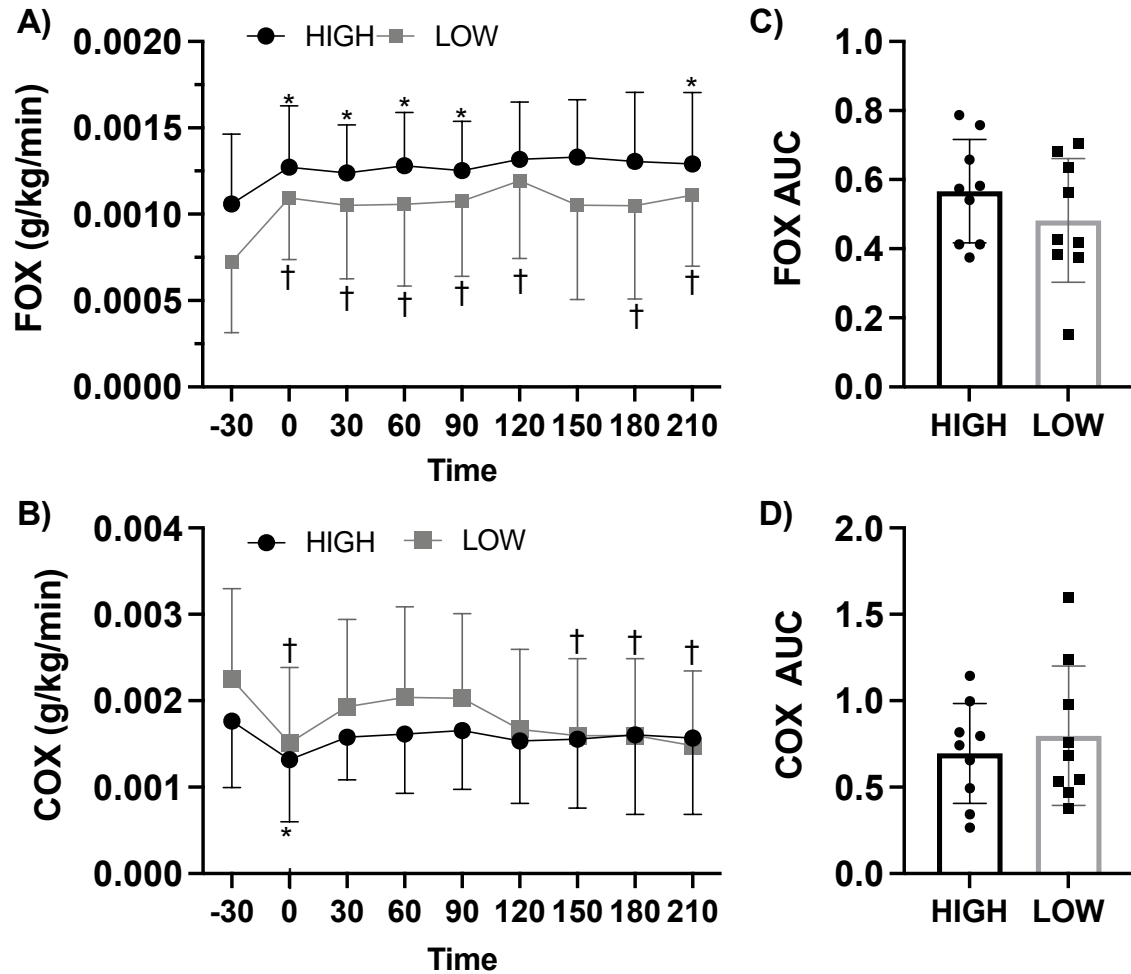 A)
HIGH LOW
FOX (g/kg/min)
0.0020
0.0015
0.0010
0.0005
0.0000
* * * * *
† † † † † † †
-30 0 30 60 90 120 150 180 210
Time
C)
FOX AUC
1.0
0.8
0.6
0.4
0.2
0.0
HIGH LOW
B)
HIGH LOW
COX (g/kg/min)
0.004
0.003
0.002
0.001
0.000
† † † †
*
-30 0 30 60 90 120 150 180 210
Time
D)
COX AUC
2.0
1.5
1.0
0.5
0.0
HIGH LOW